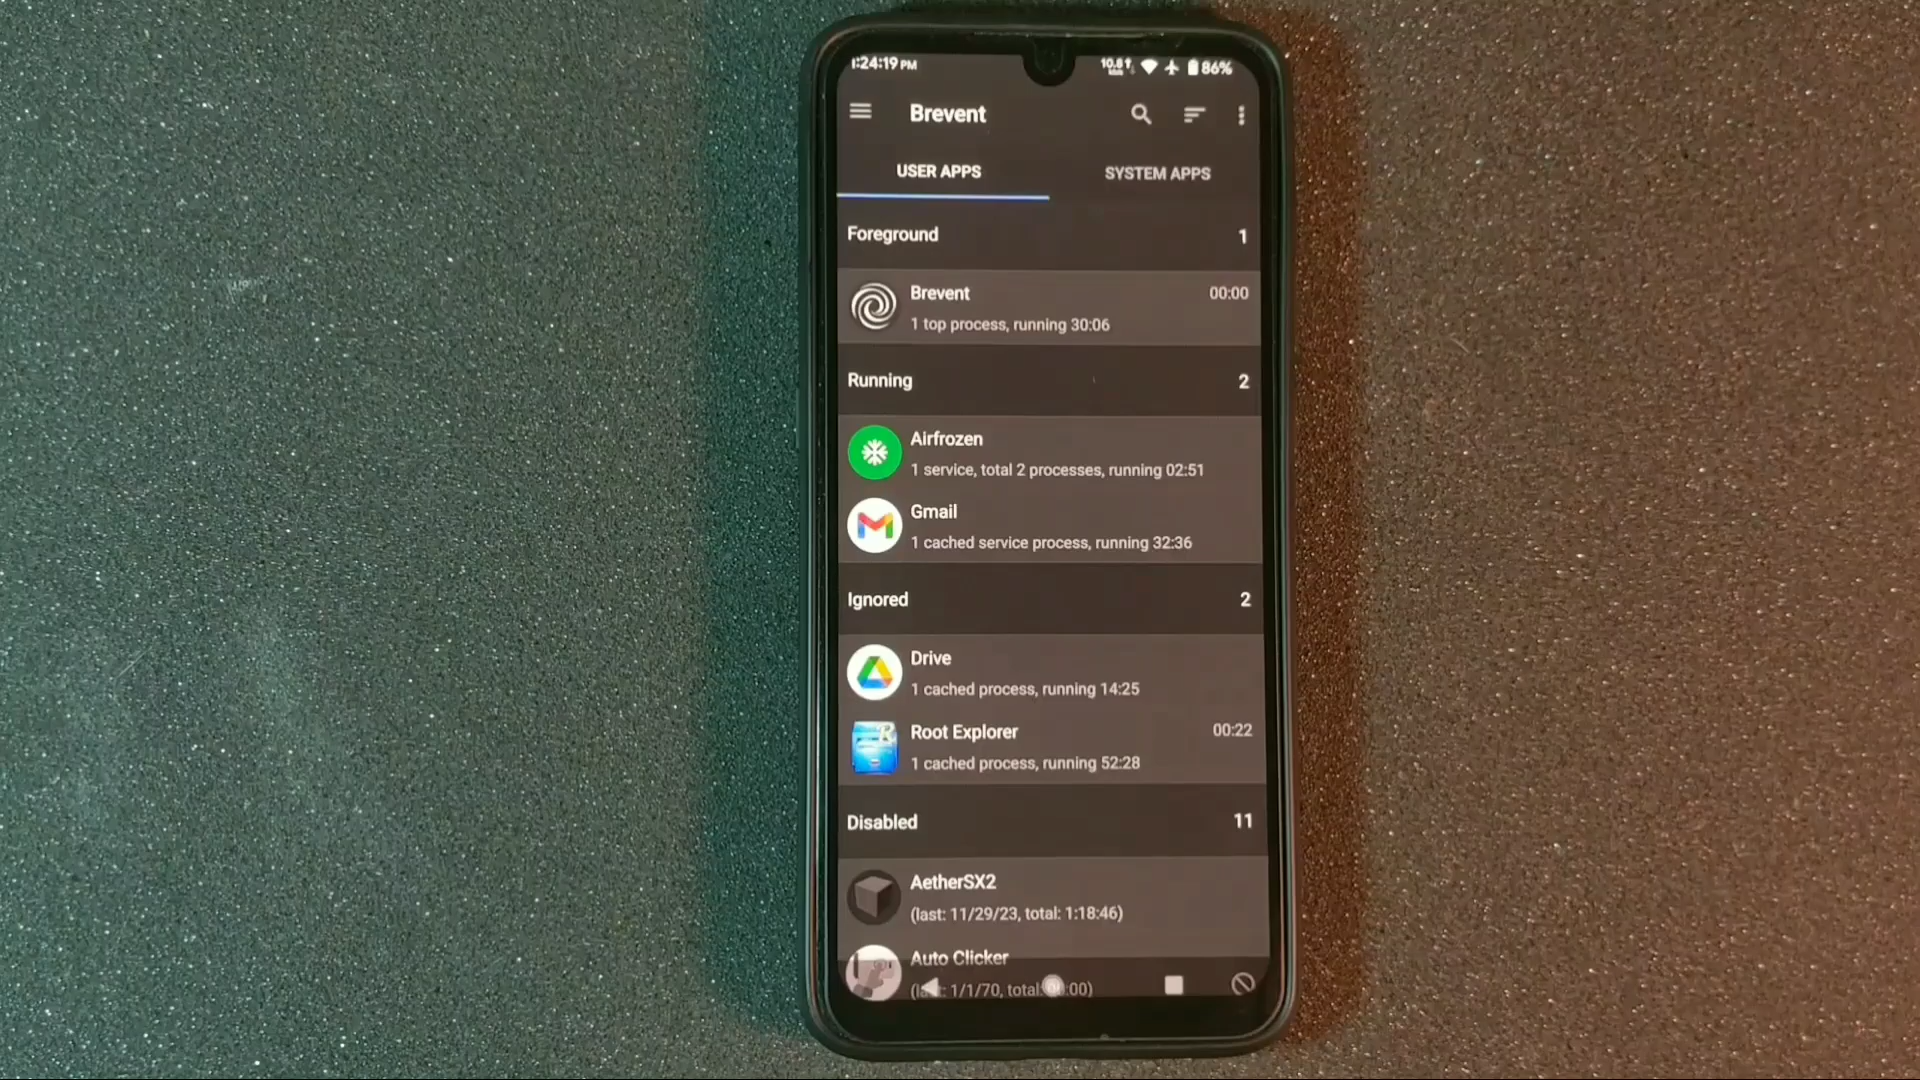 1:24:19 PM
10.8 86%
Brevent
USER APPS SYSTEM APPS
Foreground 1
Brevent 00:00
1 top process, running 30:06
Running 2
Airfrozen
1 service, total 2 processes, running 02:51
Gmail
1 cached service process, running 32:36
Ignored 2
Drive
1 cached process, running 14:25
Root Explorer 00:22
1 cached process, running 52:28
Disabled 11
AetherSX2
(last: 11/29/23, total: 1:18:46)
Auto Clicker
1/1/70, total :00)